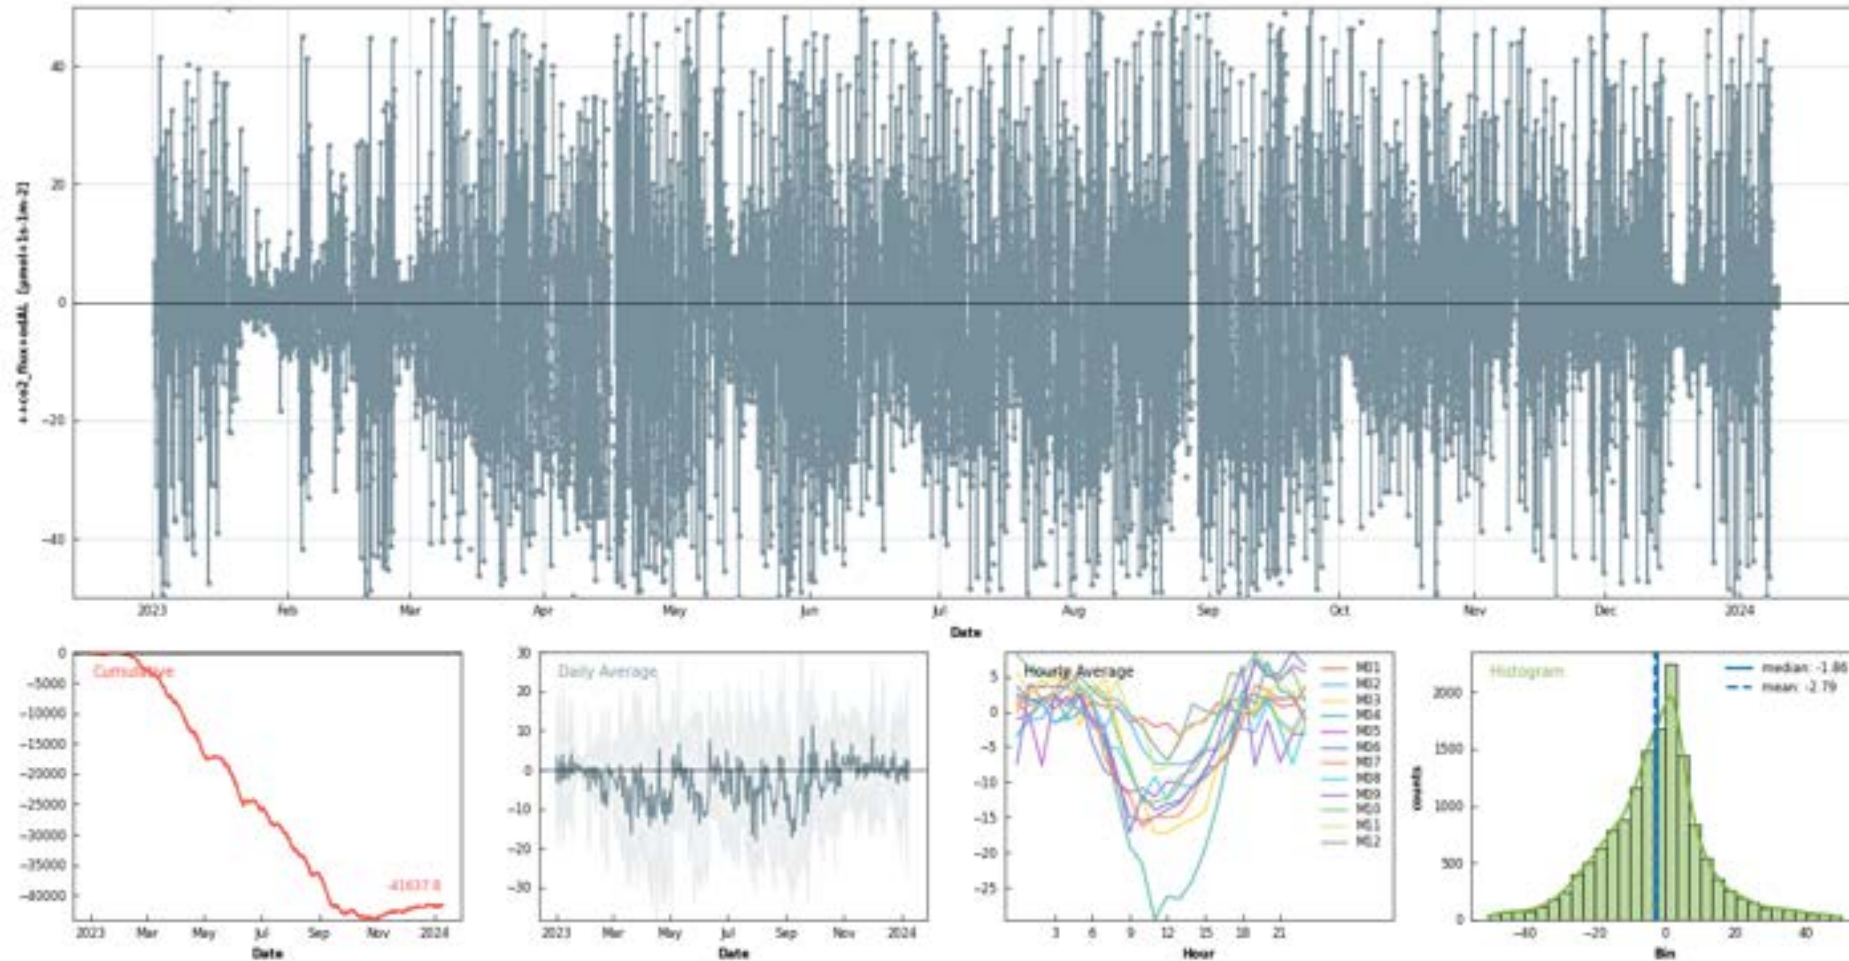 40
20
0
−20
−40
2023 Feb Mar Apr May Jun Jul Aug Sep Oct Nov Dec 2024
Date
0
−5000
−10000
−15000
−20000
−25000
−30000
−35000
−40000
Cumulative
-41637.8
2023 Mar May Jul Sep Nov 2024
Date
30
20
10
0
−10
−20
−30
Daily Average
2023 Mar May Jul Sep Nov 2024
Date
5
0
−5
−10
−15
−20
−25
Hourly Average
M01
M02
M03
M04
M05
M06
M07
M08
M09
M10
M11
M12
3 6 9 12 15 18 21
Hour
counts
2000
1500
1000
500
0
Histogram
median: -1.86
mean: -2.79
−40 −20 0 20 40
Bin